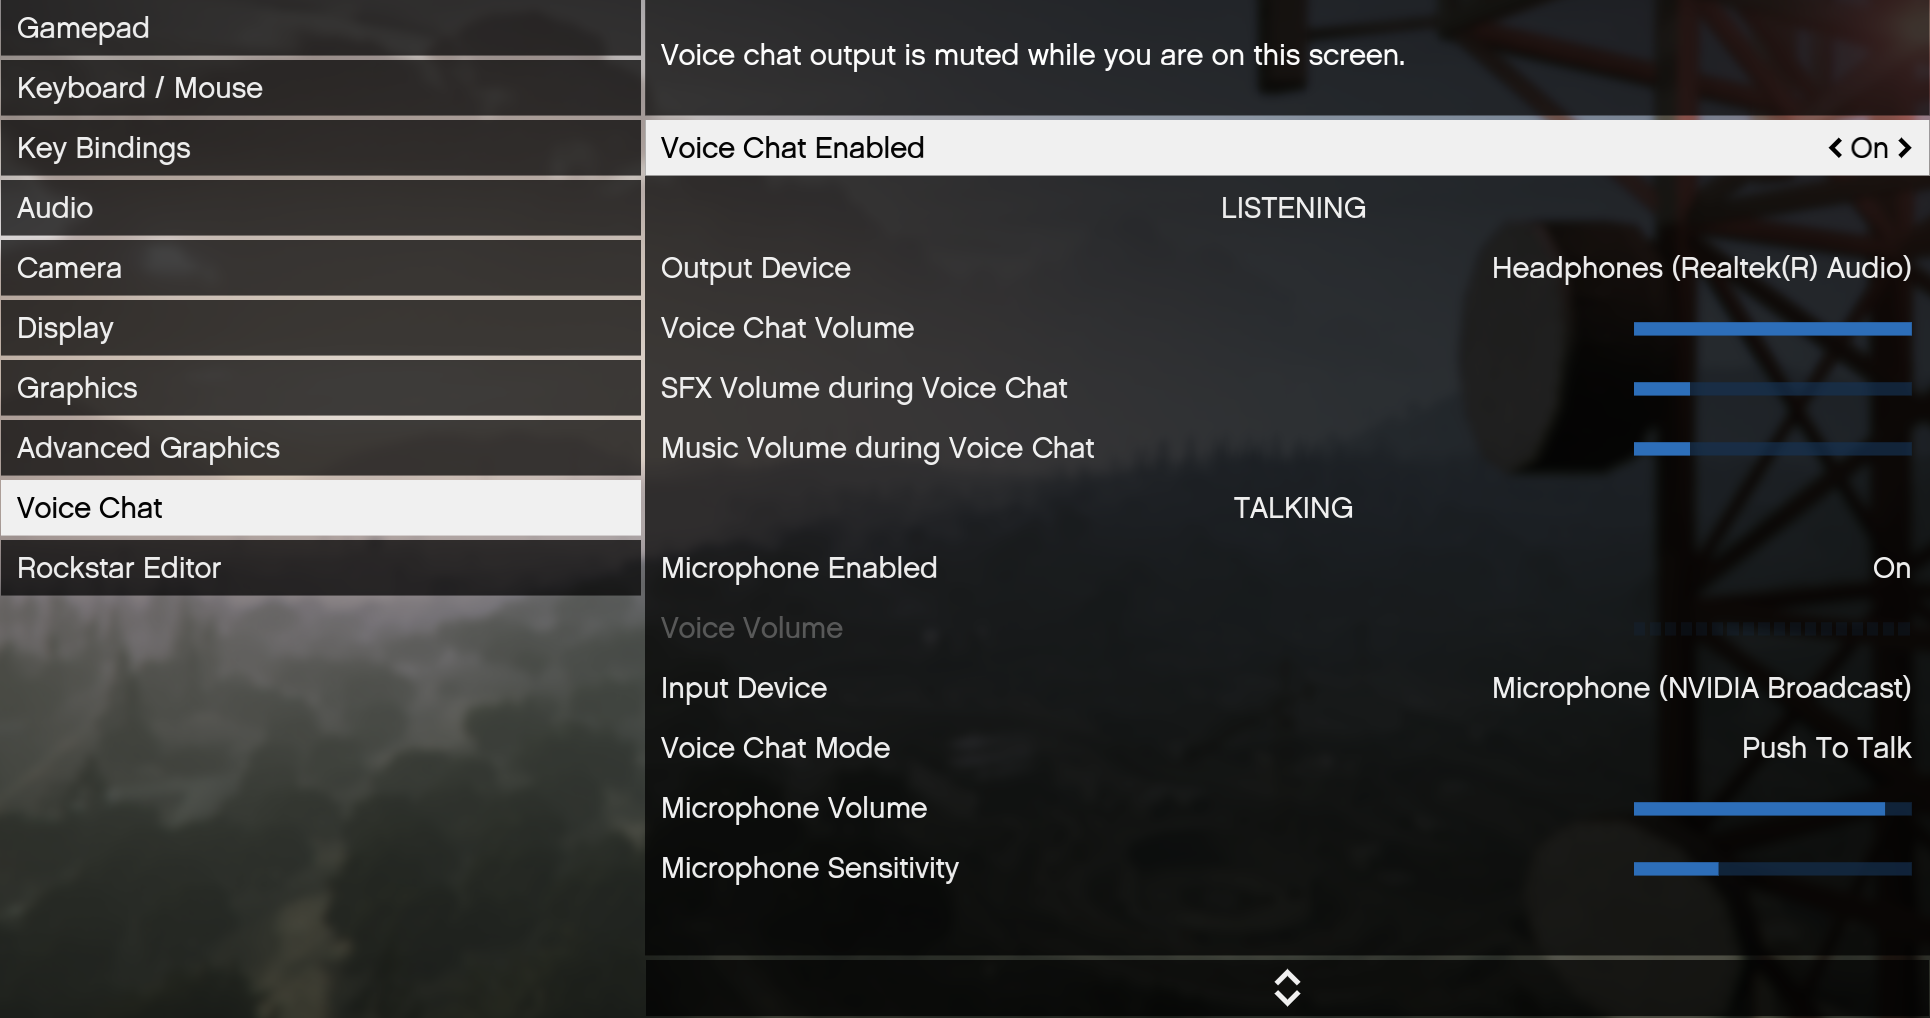 Gamepad
Keyboard / Mouse
Key Bindings
Audio
Camera
Display
Graphics
Advanced Graphics
Voice Chat
Rockstar Editor
Voice chat output is muted while you are on this screen.
Voice Chat Enabled < On >
LISTENING
Output Device Headphones (Realtek(R) Audio)
Voice Chat Volume
SFX Volume during Voice Chat
Music Volume during Voice Chat
TALKING
Microphone Enabled On
Voice Volume
Input Device Microphone (NVIDIA Broadcast)
Voice Chat Mode Push To Talk
Microphone Volume
Microphone Sensitivity